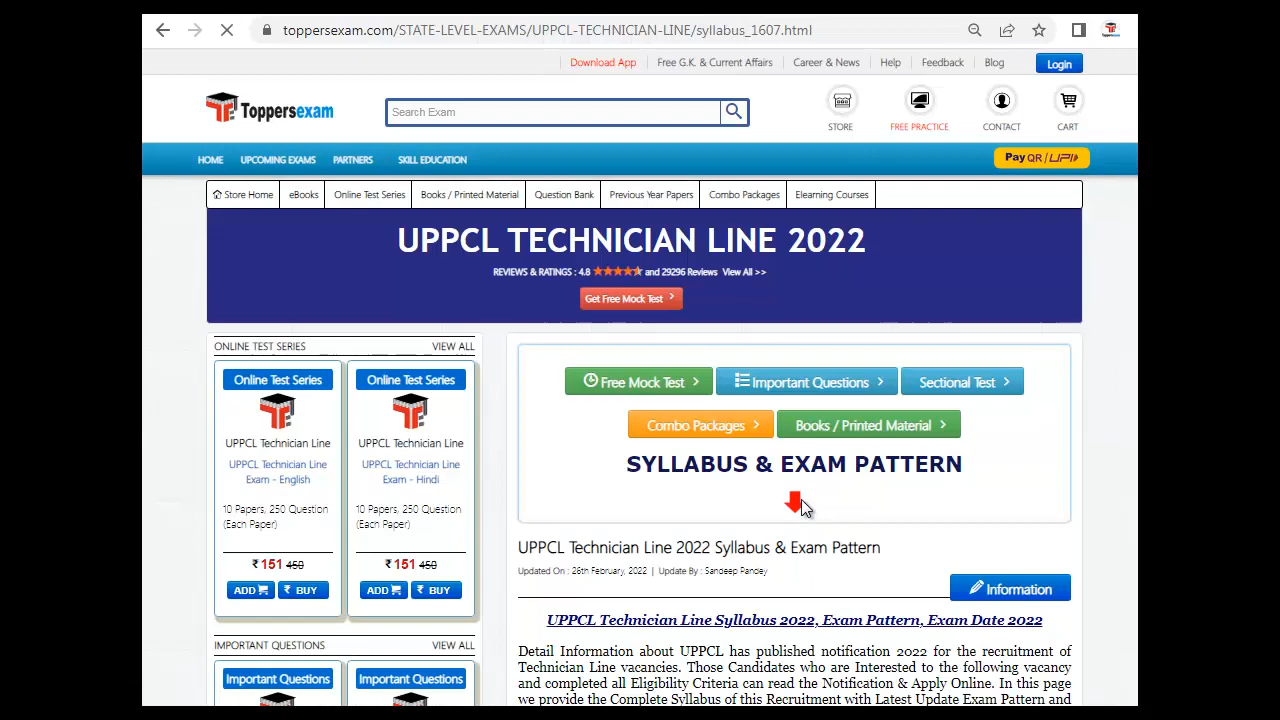 toppersexam.com/STATE-LEVEL-EXAMS/UPPCL-TECHNICIAN-LINE/syllabus_1607.html
Download App Free G.K. & Current Affairs Career & News Help Feedback Blog Login
Toppersexam
Search Exam
STORE FREE PRACTICE CONTACT CART
HOME UPCOMING EXAMS PARTNERS SKILL EDUCATION
Pay QR / UPI
Store Home eBooks Online Test Series Books / Printed Material Question Bank Previous Year Papers Combo Packages Elearning Courses
UPPCL TECHNICIAN LINE 2022
REVIEWS & RATINGS : 4.8 and 29296 Reviews View All >>
Get Free Mock Test
ONLINE TEST SERIES VIEW ALL
Online Test Series
UPPCL Technician Line
UPPCL Technician Line
Exam - English
10 Papers, 250 Question
(Each Paper)
₹ 151 450
ADD ₹ BUY
Online Test Series
UPPCL Technician Line
UPPCL Technician Line
Exam - Hindi
10 Papers, 250 Question
(Each Paper)
₹ 151 450
ADD ₹ BUY
IMPORTANT QUESTIONS VIEW ALL
Important Questions
Important Questions
Free Mock Test Important Questions Sectional Test
Combo Packages Books / Printed Material
SYLLABUS & EXAM PATTERN
UPPCL Technician Line 2022 Syllabus & Exam Pattern
Updated On : 26th February, 2022 | Update By : Sandeep Pandey
Information
UPPCL Technician Line Syllabus 2022, Exam Pattern, Exam Date 2022
Detail Information about UPPCL has published notification 2022 for the recruitment of
Technician Line vacancies. Those Candidates who are Interested to the following vacancy
and completed all Eligibility Criteria can read the Notification & Apply Online. In this page
we provide the Complete Syllabus of this Recruitment with Latest Update Exam Pattern and